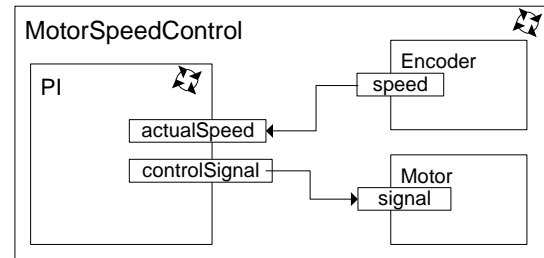 MotorSpeedControl
PI
actualSpeed
controlSignal
Encoder
speed
Motor
signal